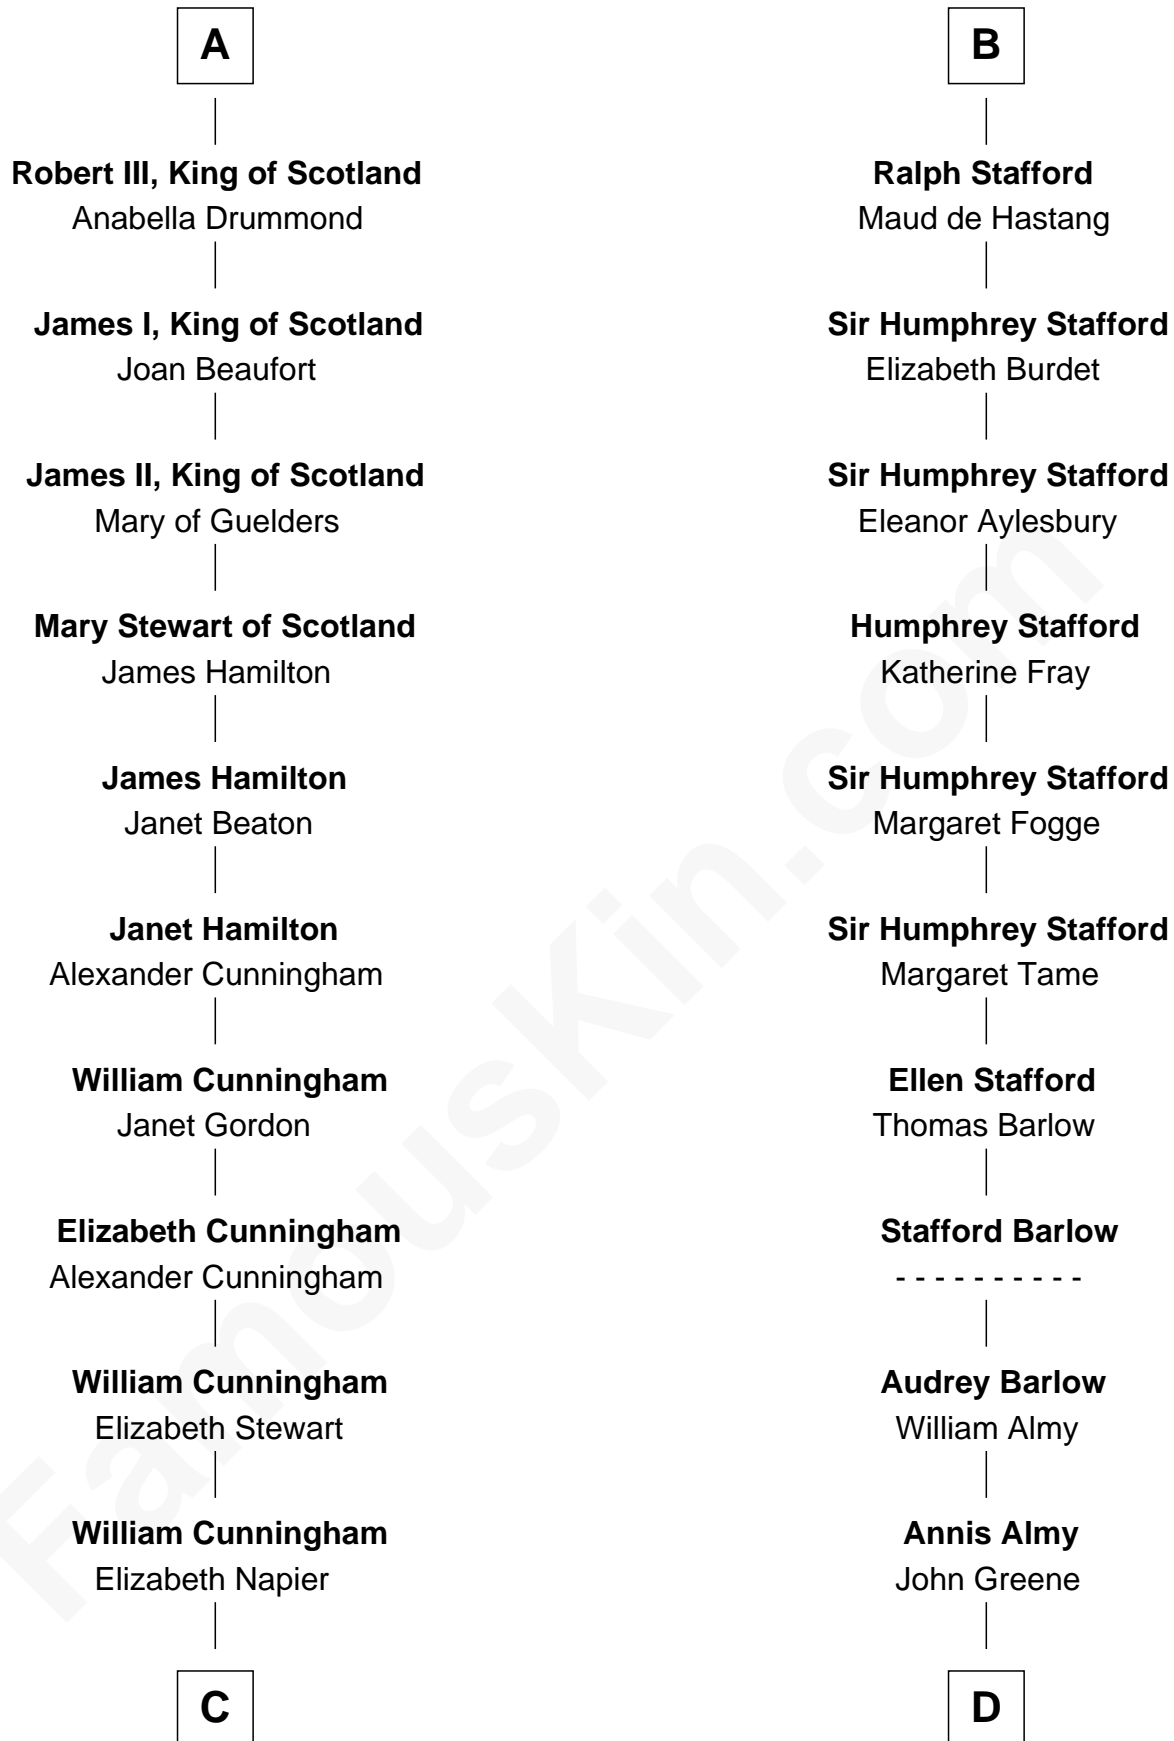 A
Robert III, King of Scotland
Anabella Drummond
James I, King of Scotland
Joan Beaufort
James II, King of Scotland
Mary of Guelders
Mary Stewart of Scotland
James Hamilton
James Hamilton
Janet Beaton
Janet Hamilton
Alexander Cunningham
William Cunningham
Janet Gordon
Elizabeth Cunningham
Alexander Cunningham
William Cunningham
Elizabeth Stewart
William Cunningham
Elizabeth Napier
C
B
Ralph Stafford
Maud de Hastang
Sir Humphrey Stafford
Elizabeth Burdet
Sir Humphrey Stafford
Eleanor Aylesbury
Humphrey Stafford
Katherine Fray
Sir Humphrey Stafford
Margaret Fogge
Sir Humphrey Stafford
Margaret Tame
Ellen Stafford
Thomas Barlow
Stafford Barlow
- - - - - - - - - -
Audrey Barlow
William Almy
Annis Almy
John Greene
D
FamousKin.com